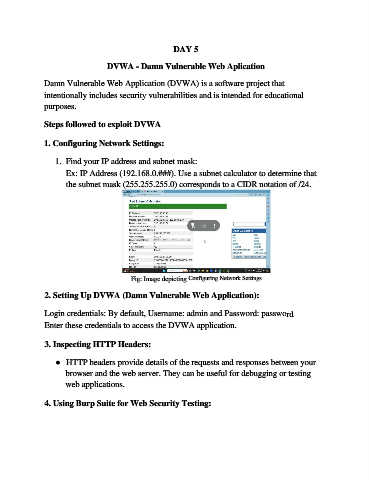 DAY 5
DVWA - Damn Vulnerable Web Aplication
Damn Vulnerable Web Application (DVWA) is a software project that
intentionally includes security vulnerabilities and is intended for educational
purposes.
Steps followed to exploit DVWA
1. Configuring Network Settings:
1. Find your IP address and subnet mask:
Ex: IP Address (192.168.0.###). Use a subnet calculator to determine that
the subnet mask (255.255.255.0) corresponds to a CIDR notation of /24.
Fig: Image depicting Configuring Network Settings
2. Setting Up DVWA (Damn Vulnerable Web Application):
Login credentials: By default, Username: admin and Password: password
Enter these credentials to access the DVWA application.
3. Inspecting HTTP Headers:
● HTTP headers provide details of the requests and responses between your
browser and the web server. They can be useful for debugging or testing
web applications.
4. Using Burp Suite for Web Security Testing: